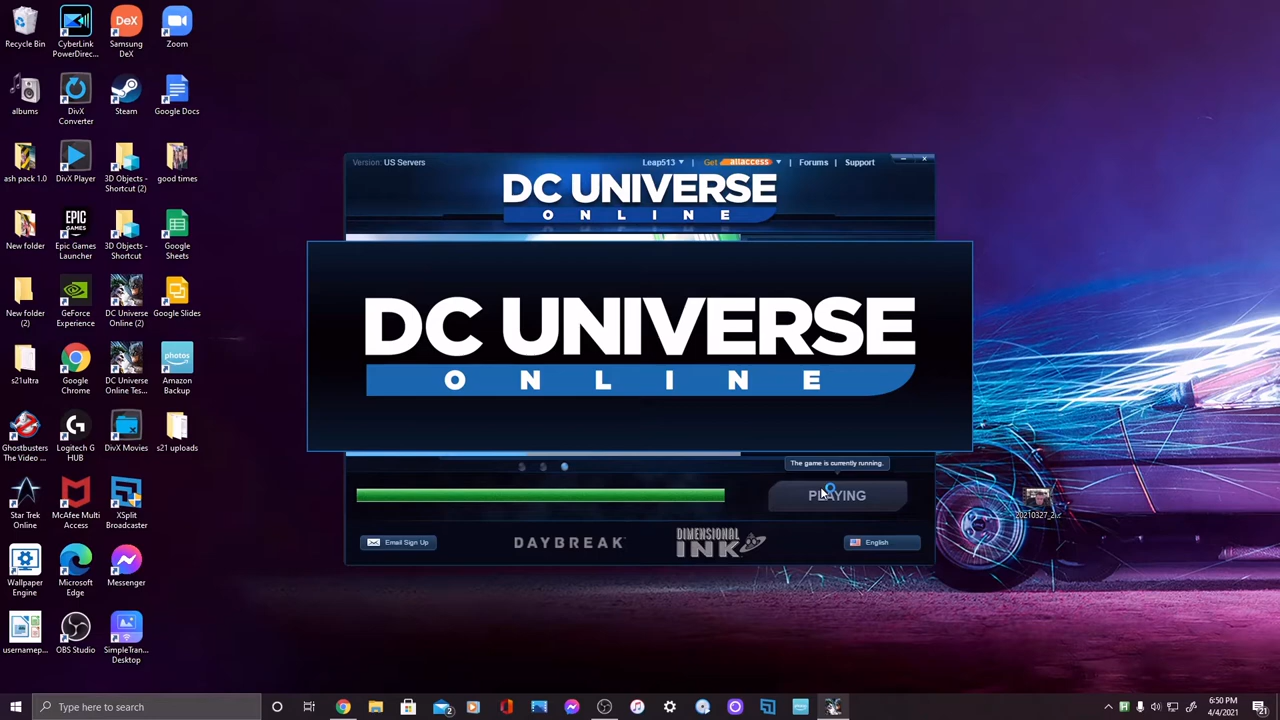 Recycle Bin
CyberLink
PowerDirec...
Samsung
DeX
Zoom
albums
DivX
Converter
Steam
Google Docs
ash pack 1.0
DivX Player
3D Objects -
Shortcut (2)
good times
New folder
EPIC
GAMES
Epic Games
Launcher
3D Objects -
Shortcut
Google
Sheets
New folder
(2)
GeForce
Experience
DC Universe
Online (2)
Google Slides
s21ultra
Google
Chrome
DC Universe
Online Tes...
photos
Amazon
Backup
Ghostbusters
The Video ...
Logitech G
HUB
DivX Movies
s21 uploads
Star Trek
Online
McAfee Multi
Access
XSplit
Broadcaster
Wallpaper
Engine
Microsoft
Edge
Messenger
usernamep...
OBS Studio
SimpleTran...
Desktop
Version: US Servers
Leap513
Get allaccess
Forums
Support
DC UNIVERSE
ONLINE
DC UNIVERSE
ONLINE
The game is currently running.
PLAYING
Email Sign Up
DAYBREAK
DIMENSIONAL
INK
English
Type here to search
2
6:50 PM
4/4/2021
21